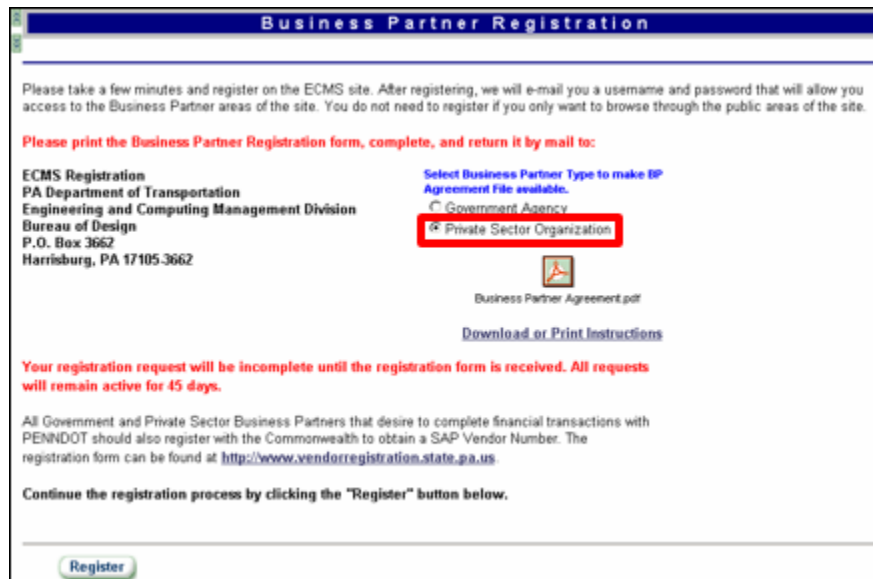 Business Partner Registration
Please take a few minutes and register on the ECMS site. After registering, we will e-mail you a username and password that will allow you
access to the Business Partner areas of the site. You do not need to register if you only want to browse through the public areas of the site.
Please print the Business Partner Registration form, complete, and return it by mail to:
ECMS Registration
PA Department of Transportation
Engineering and Computing Management Division
Bureau of Design
P.O. Box 3662
Harrisburg, PA 17105-3662
Select Business Partner Type to make BP
Agreement File available.
Government Agency
Private Sector Organization
Business Partner Agreement.pdf
Download or Print Instructions
Your registration request will be incomplete until the registration form is received. All requests
will remain active for 45 days.
All Government and Private Sector Business Partners that desire to complete financial transactions with
PENNDOT should also register with the Commonwealth to obtain a SAP Vendor Number. The
registration form can be found at http://www.vendorregistration.state.pa.us.
Continue the registration process by clicking the "Register" button below.
Register